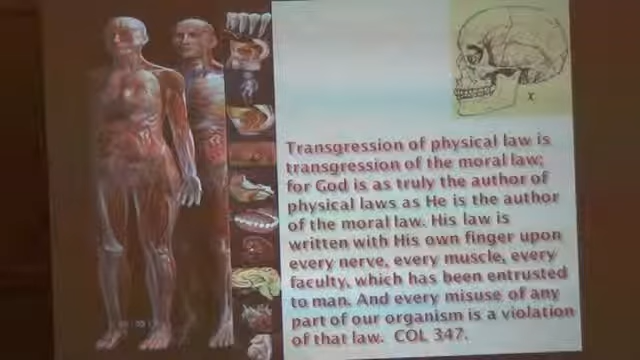 x
Transgression of physical law is
transgression of the moral law;
for God is as truly the author of
physical laws as He is the author
of the moral law. His law is
written with His own finger upon
every nerve, every muscle, every
faculty, which has been entrusted
to man. And every misuse of any
part of our organism is a violation
of that law. COL 347.